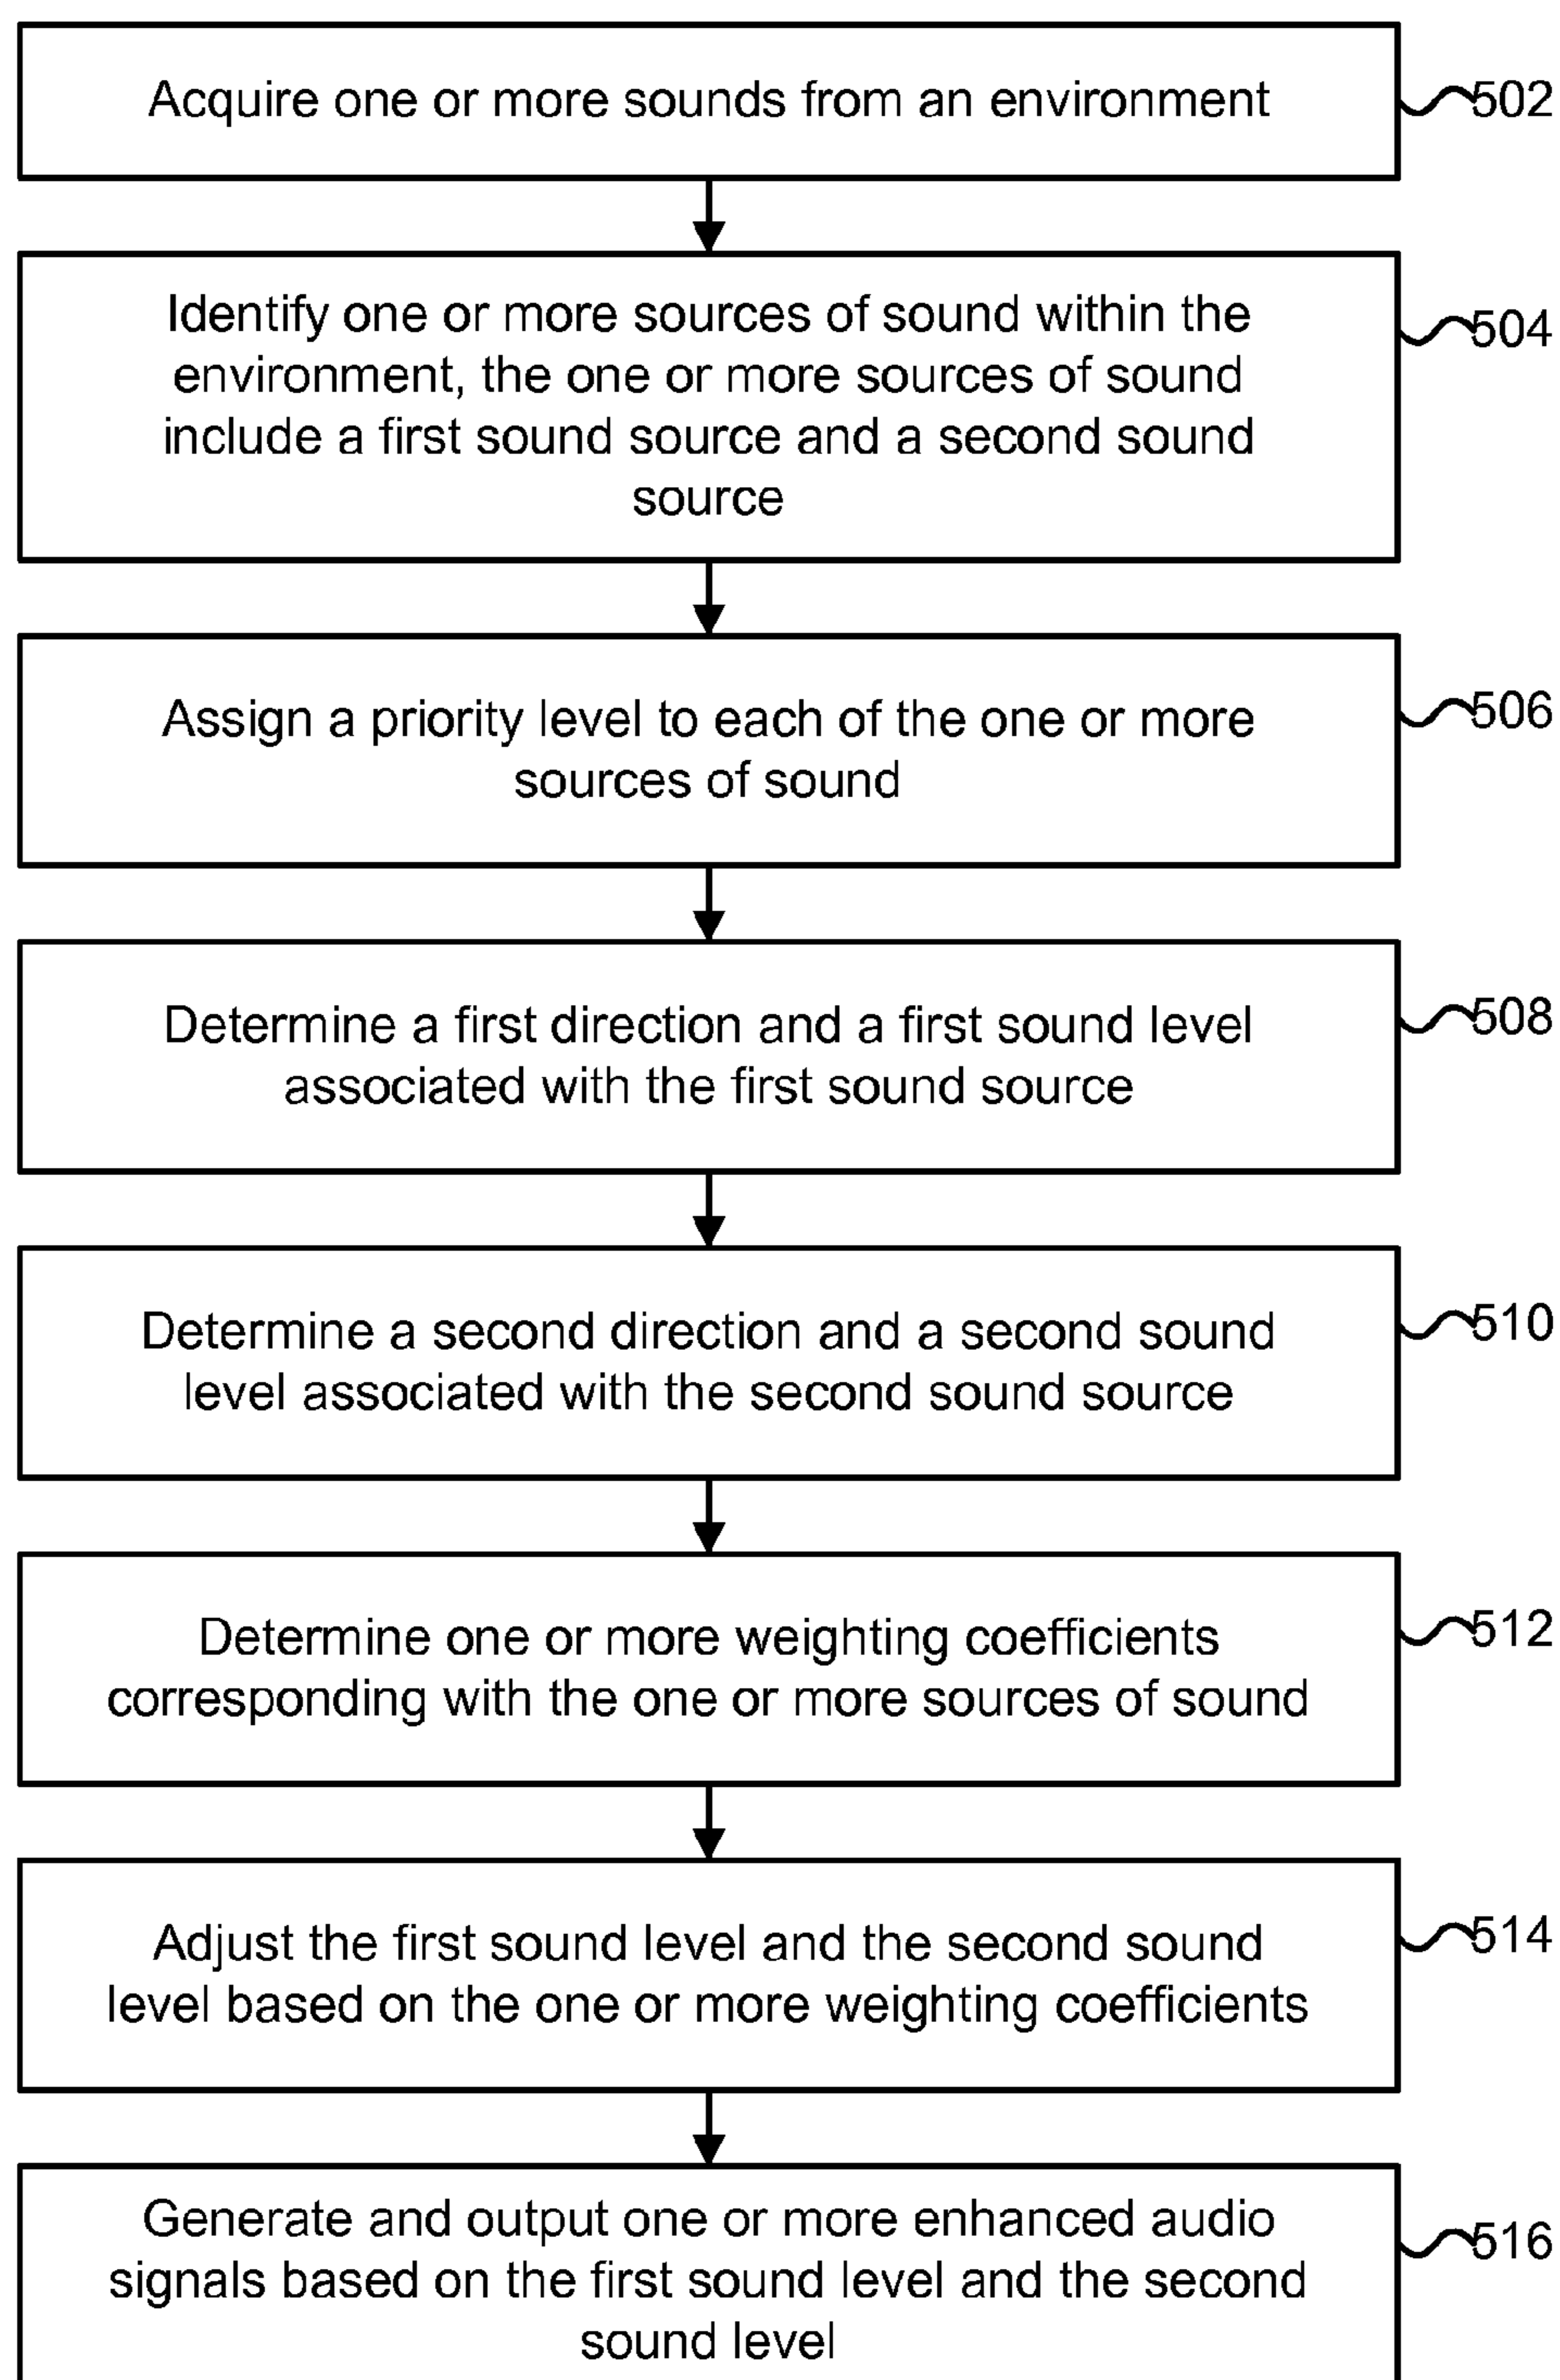 Acquire one or more sounds from an environment
502
Identify one or more sources of sound within the
environment, the one or more sources of sound
include a first sound source and a second sound
source
504
Assign a priority level to each of the one or more
sources of sound
506
Determine a first direction and a first sound level
associated with the first sound source
508
Determine a second direction and a second sound
level associated with the second sound source
510
Determine one or more weighting coefficients
corresponding with the one or more sources of sound
512
Adjust the first sound level and the second sound
level based on the one or more weighting coefficients
514
Generate and output one or more enhanced audio
signals based on the first sound level and the second
sound level
516